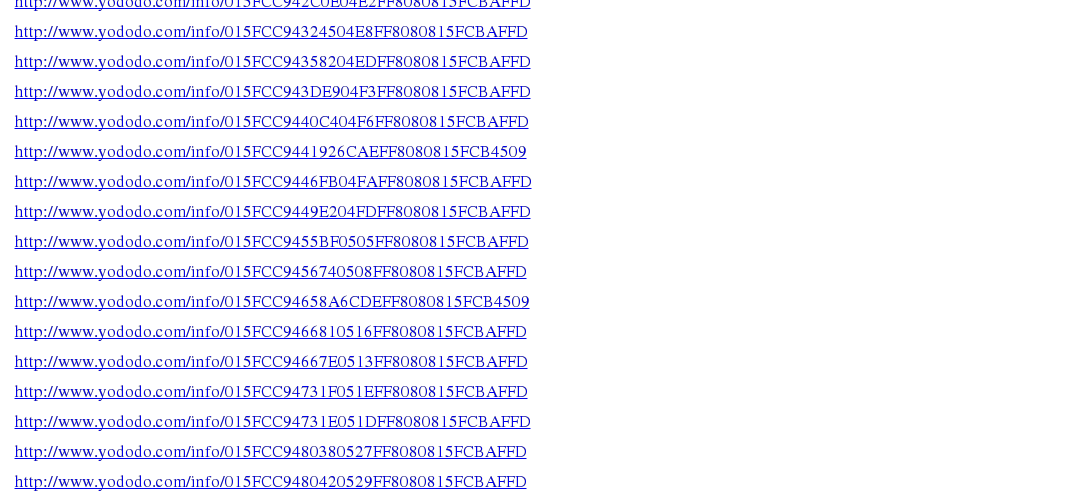 http://www.yododo.com/info/015FCC942C0E04E2FF8080815FCBAFFD
http://www.yododo.com/info/015FCC94324504E8FF8080815FCBAFFD
http://www.yododo.com/info/015FCC94358204EDFF8080815FCBAFFD
http://www.yododo.com/info/015FCC943DE904F3FF8080815FCBAFFD
http://www.yododo.com/info/015FCC9440C404F6FF8080815FCBAFFD
http://www.yododo.com/info/015FCC9441926CAEFF8080815FCB4509
http://www.yododo.com/info/015FCC9446FB04FAFF8080815FCBAFFD
http://www.yododo.com/info/015FCC9449E204FDFF8080815FCBAFFD
http://www.yododo.com/info/015FCC9455BF0505FF8080815FCBAFFD
http://www.yododo.com/info/015FCC9456740508FF8080815FCBAFFD
http://www.yododo.com/info/015FCC94658A6CDEFF8080815FCB4509
http://www.yododo.com/info/015FCC9466810516FF8080815FCBAFFD
http://www.yododo.com/info/015FCC94667E0513FF8080815FCBAFFD
http://www.yododo.com/info/015FCC94731F051EFF8080815FCBAFFD
http://www.yododo.com/info/015FCC94731E051DFF8080815FCBAFFD
http://www.yododo.com/info/015FCC9480380527FF8080815FCBAFFD
http://www.yododo.com/info/015FCC9480420529FF8080815FCBAFFD